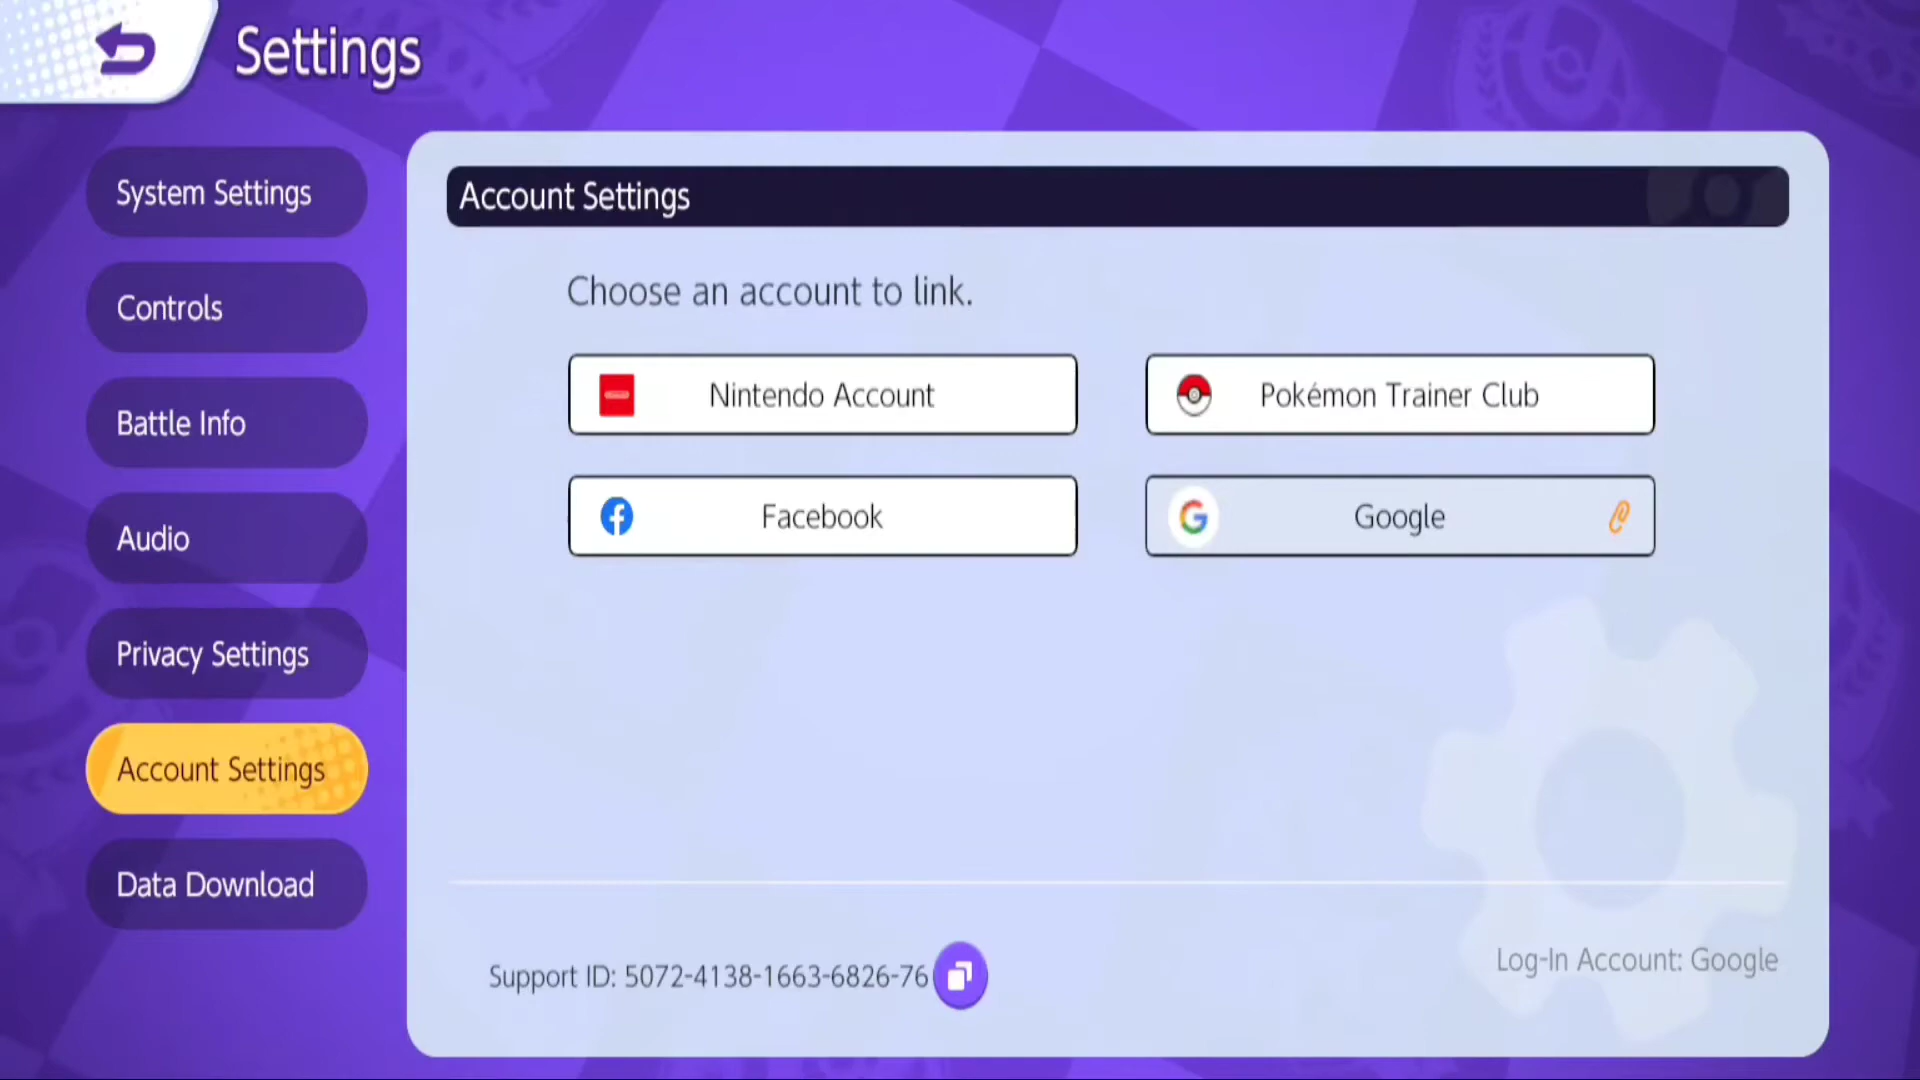 Settings
System Settings
Controls
Battle Info
Audio
Privacy Settings
Account Settings
Data Download
Account Settings
Choose an account to link.
Nintendo Account
Pokémon Trainer Club
Facebook
Google
Support ID: 5072-4138-1663-6826-76
Log-In Account: Google